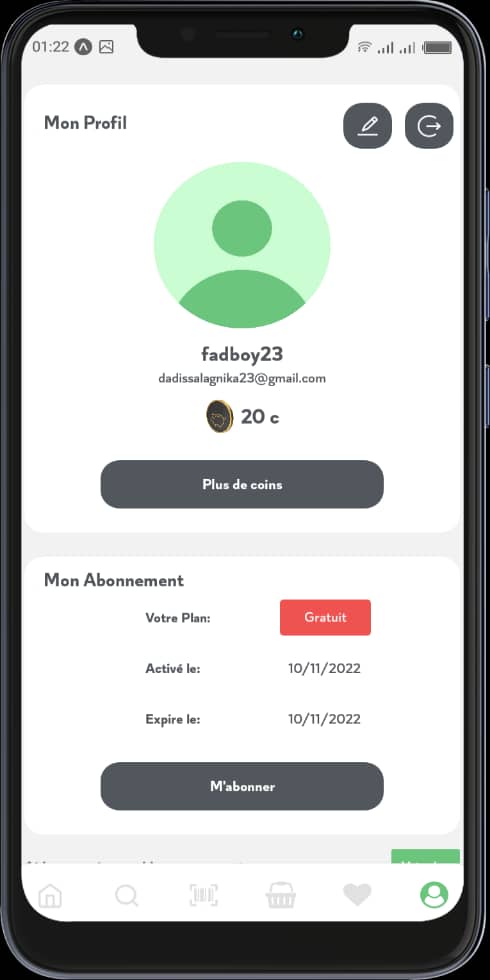 01:22
Mon Profil
fadboy23
dadissalagnika23@gmail.com
20 c
Plus de coins
Mon Abonnement
Votre Plan: Gratuit
Activé le: 10/11/2022
Expire le: 10/11/2022
M'abonner